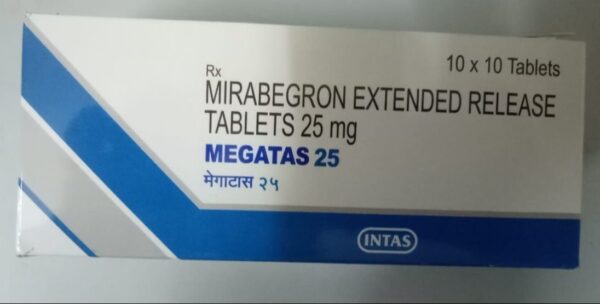 10 x 10 Tablets
Rx
MIRABEGRON EXTENDED RELEASE
TABLETS 25 mg
MEGATAS 25
मेगाटास २५
INTAS